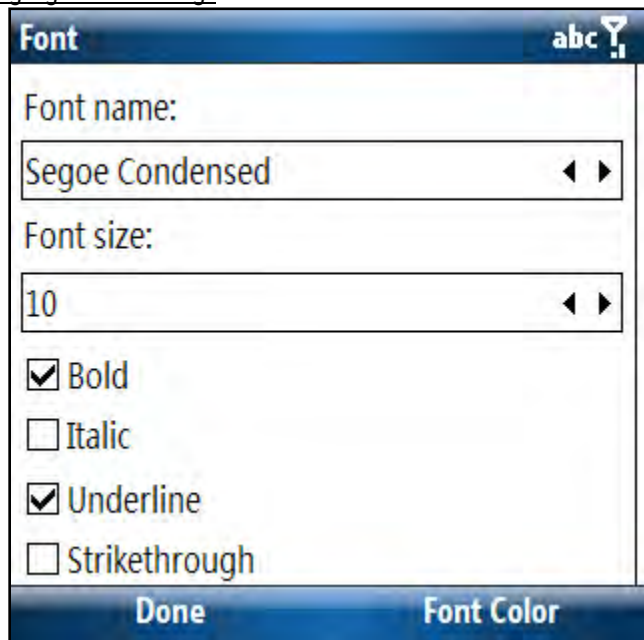 Font abc
Font name:
Segoe Condensed
Font size:
10
Bold
Italic
Underline
Strikethrough
Done Font Color